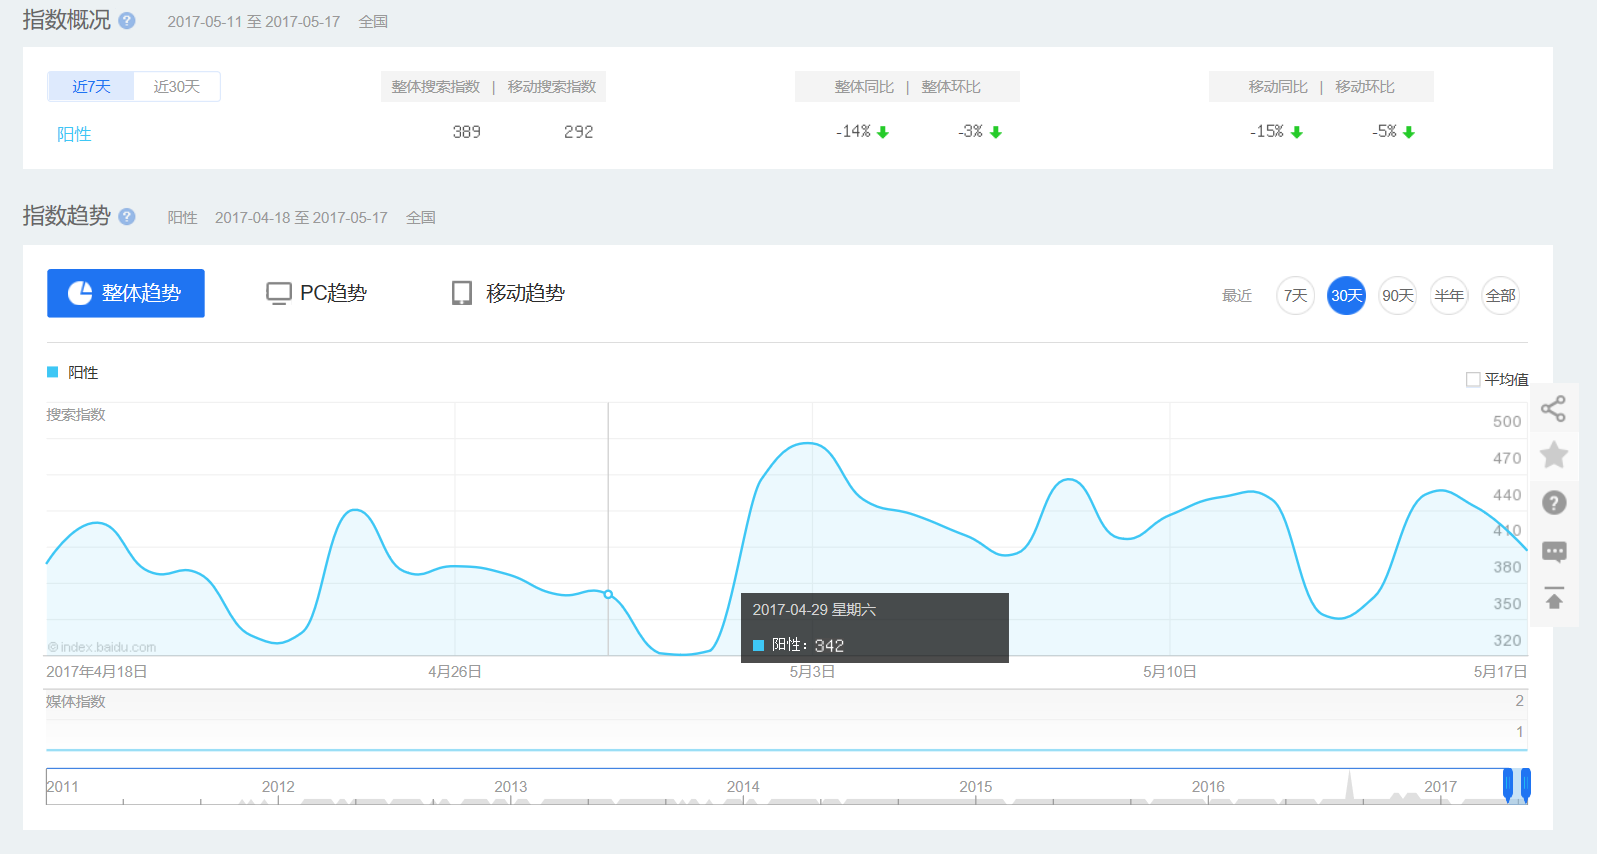 指数概况 ? 2017-05-11 至 2017-05-17 全国
近7天 近30天 整体搜索指数 | 移动搜索指数 整体同比 | 整体环比 移动同比 | 移动环比
阳性 389 292 -14% -3% -15% -5%
指数趋势 ? 阳性 2017-04-18 至 2017-05-17 全国
整体趋势 PC趋势 移动趋势 最近 7天 30天 90天 半年 全部
阳性
平均值
搜索指数
500
470
440
410
380
350
320
2017-04-29 星期六
阳性: 342
©index.baidu.com
2017年4月18日 4月26日 5月3日 5月10日 5月17日
媒体指数 2
1
2011 2012 2013 2014 2015 2016 2017